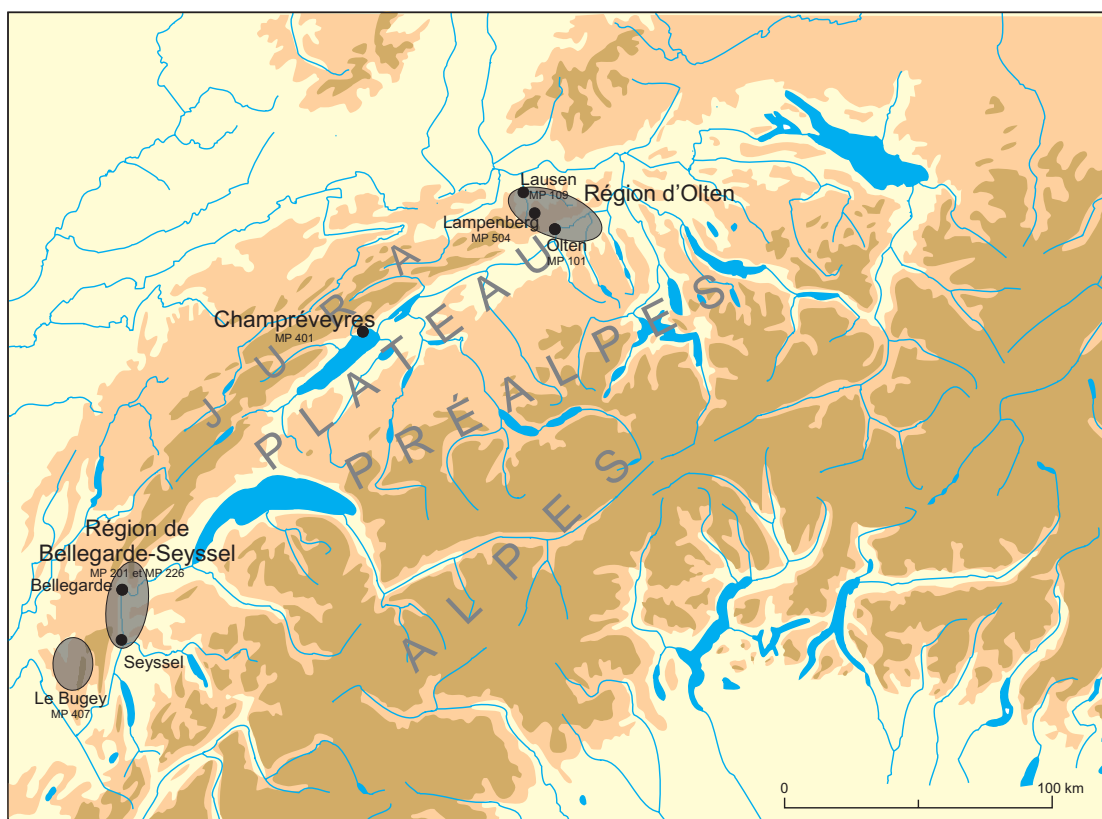 Lausen
MP 109
Région d'Olten
Lampenberg
MP 504
Olten
MP 101
Champréveyres
MP 401
JURA
PLATEAU
PRÉALPES
ALPES
Région de
Bellegarde-Seyssel
MP 201 et MP 226
Bellegarde
Seyssel
Le Bugey
MP 407
0
100 km